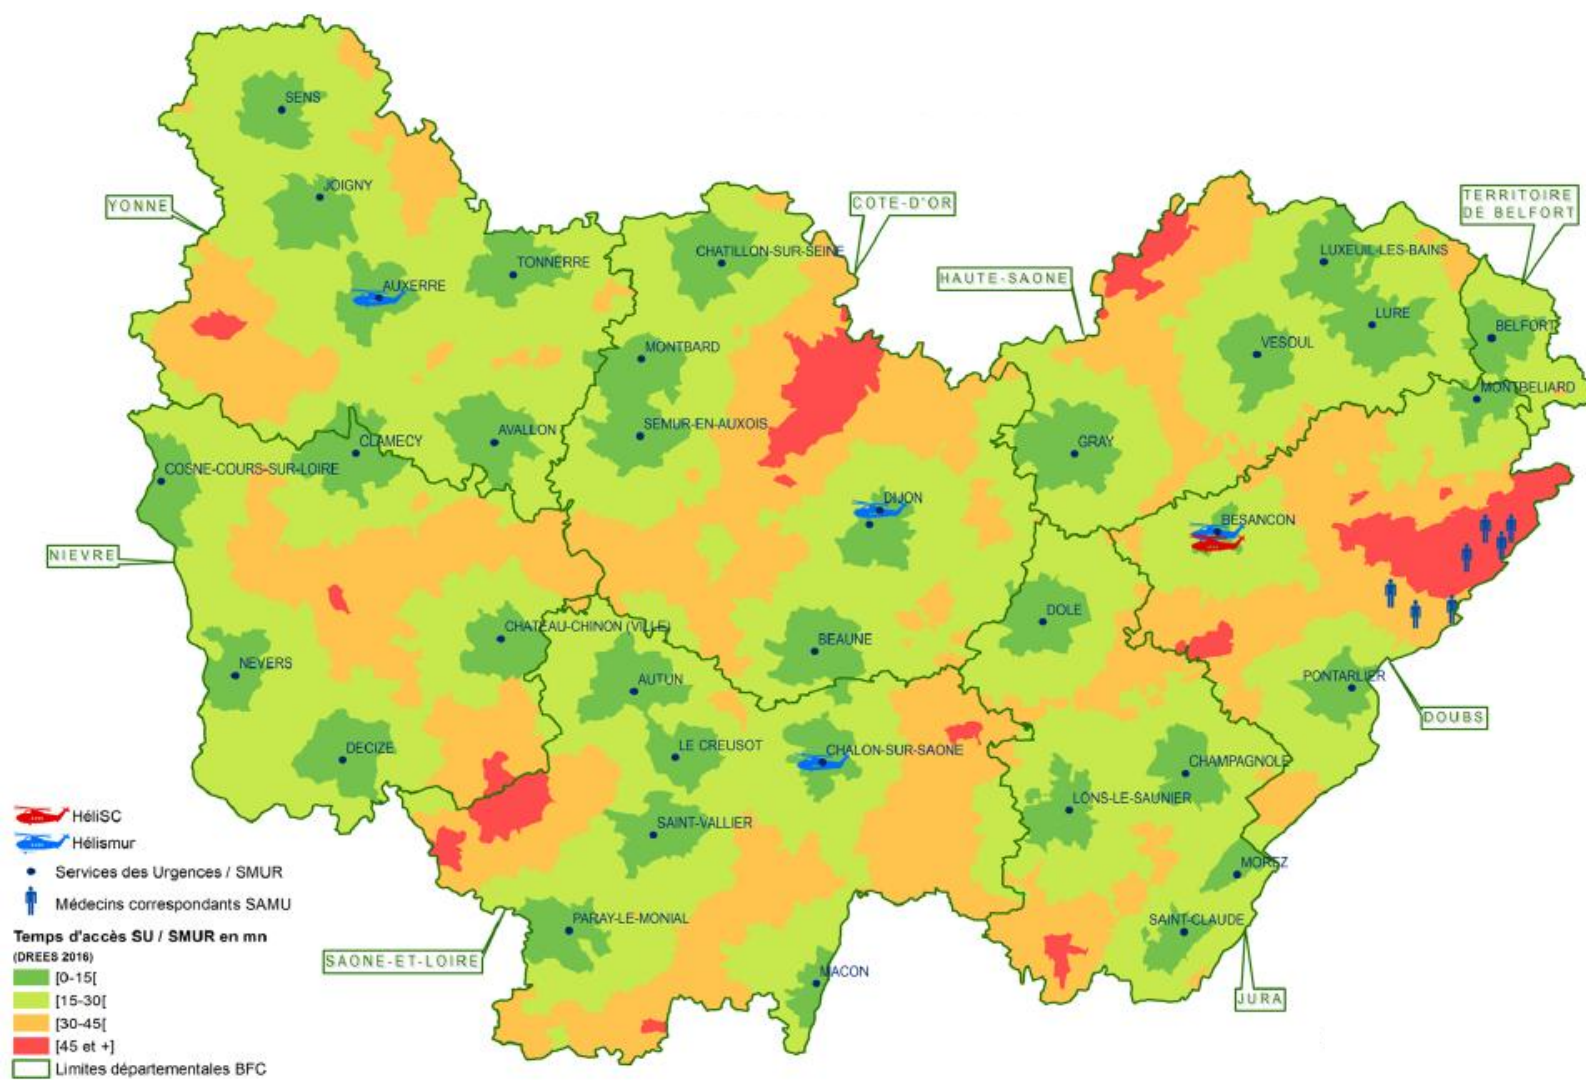 SENS
JOIGNY
YONNE
COTE-D'OR
TERRITOIRE
DE BELFORT
CHATILLON-SUR-SEINE
LUXEUIL-LES-BAINS
TONNERRE
HAUTE-SAONE
AUXERRE
LURE
BELFORT
VESOUL
MONTBARD
MONTBELIARD
SEMUR-EN-AUXOIS
AVALLON
GRAY
CLAMECY
COSNE-COURS-SUR-LOIRE
DIJON
BESANCON
NIEVRE
DOLE
CHATEAU-CHINON (VILLE)
BEAUNE
NEVERS
AUTUN
PONTARLIER
DOUBS
DECIZE
LE CREUSOT
CHALON-SUR-SAONE
CHAMPAGNOLE
LONS-LE-SAUNIER
SAINT-VALLIER
MOREZ
PARAY-LE-MONIAL
SAINT-CLAUDE
SAONE-ET-LOIRE
MACON
JURA
HéliSC
Hélismur
Services des Urgences / SMUR
Médecins correspondants SAMU
Temps d'accès SU / SMUR en mn
(DREES 2016)
[0-15[
[15-30[
[30-45[
[45 et +]
Limites départementales BFC